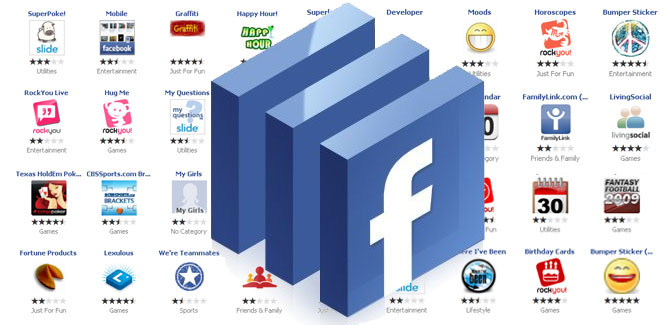 SuperPoke!
Mobile
Graffiti
Happy Hour!
Superl
Developer
Moods
Horoscopes
Bumper Sticker
slide
facebook
Graffiti
HAPPY HOUR
rockyou!
Utilities
Entertainment
Just For Fun
Utilities
Just For Fun
Entertainment
RockYou Live
Hug Me
My Questions
endar
FamilyLink.com (...
LivingSocial
rockyou
rockyou!
my questions
slide
0
FamilyLink
livingsocial
Entertainment
Games
Utilities
egory
Friends & Family
Games
Texas HoldEm Pok...
CBSSports.com Br...
My Girls
CBSSPORTS
BRACKETS
My Girls
30
FANTASY
FOOTBALL
2009
Games
Games
No Category
Utilities
Games
f
Fortune Products
Lexulous
We're Teammates
ere I've Been
Birthday Cards
Bumper Sticker (...
slide
been
rockyou!
Just For Fun
Games
Sports
Friends & Family
Entertainment
Lifestyle
Games
Games